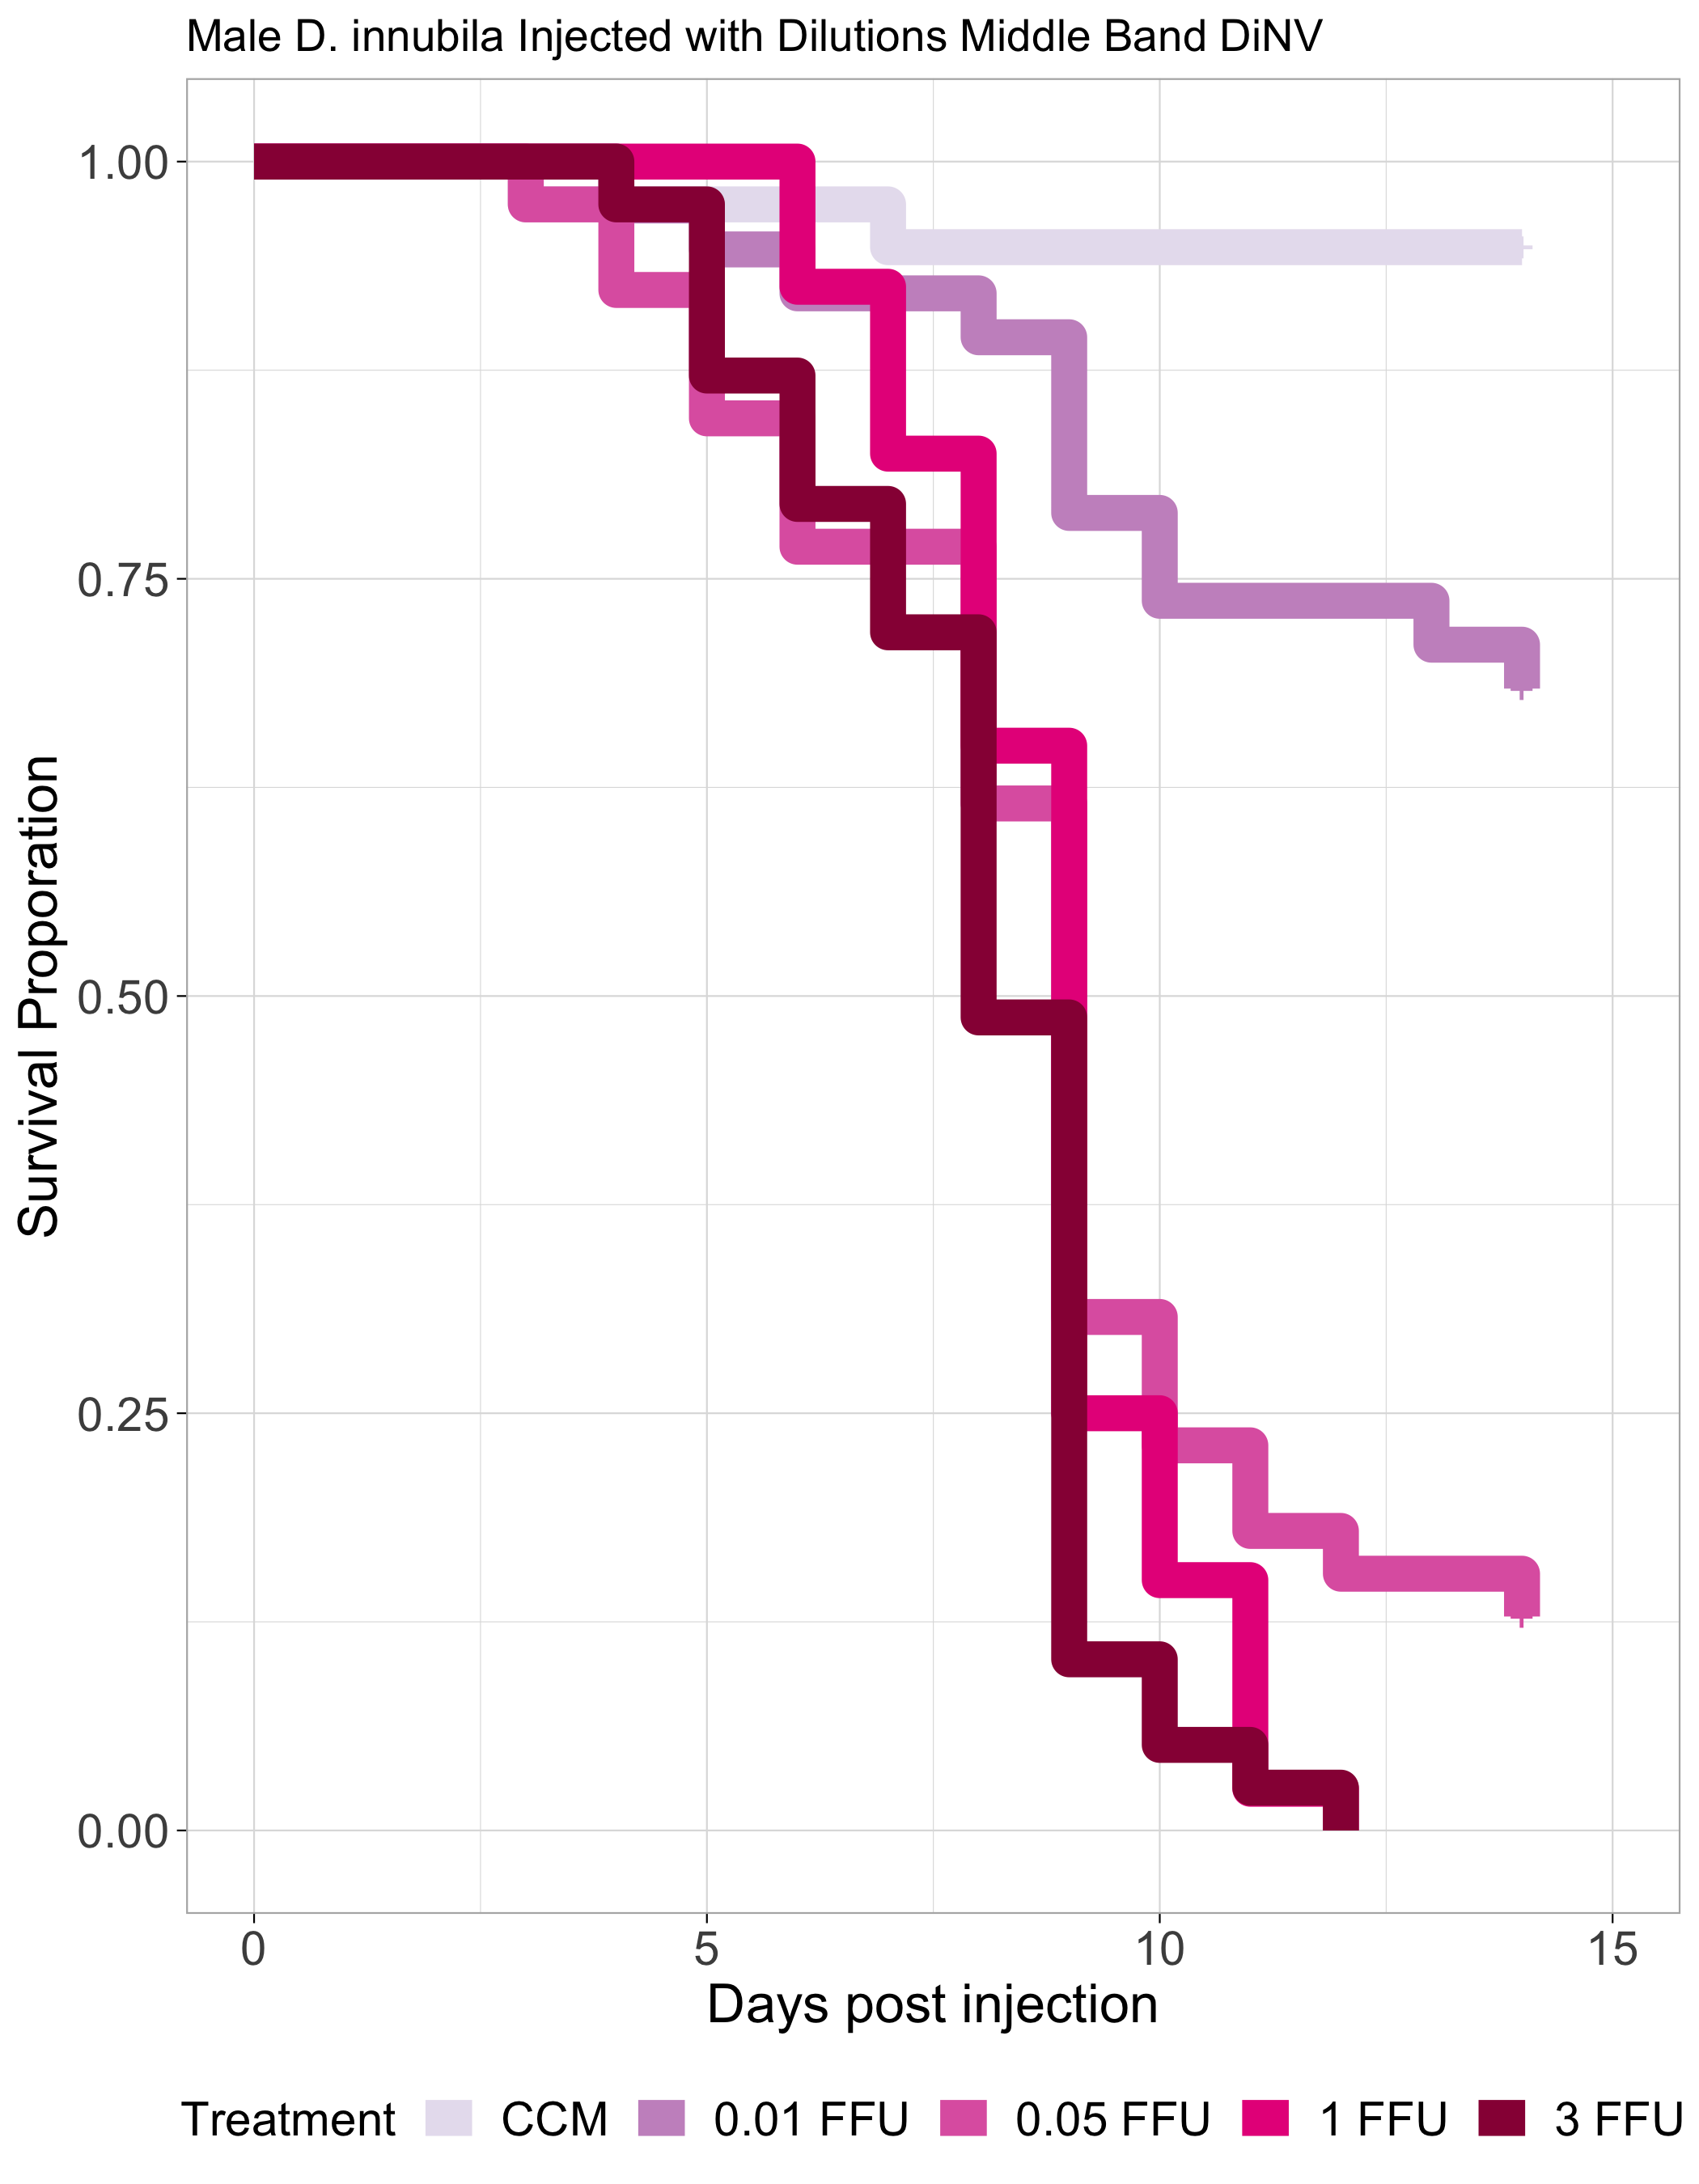 Male D. innubila Injected with Dilutions Middle Band DiNV
Survival Proporation
1.00
0.75
0.50
0.25
0.00
0 5 10 15
Days post injection
Treatment CCM 0.01 FFU 0.05 FFU 1 FFU 3 FFU